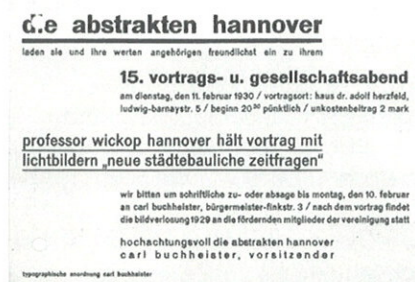 die abstrakten hannover
laden sie und ihre werten angehörigen freundlichst ein zu ihrem
15. vortrags- u. gesellschaftsabend
am dienstag, den 11. februar 1930 / vortragsort: haus dr. adolf herzfeld,
ludwig-barnaystr. 5 / beginn 20³⁰ pünktlich / unkostenbeitrag 2 mark
professor wickop hannover hält vortrag mit
lichtbildern „neue städtebauliche zeitfragen“
wir bitten um schriftliche zu- oder absage bis montag, den 10. februar
an carl buchheister, bürgermeister-finkstr. 3 / nach dem vortrag findet
die bildverlosung 1929 an die fördernden mitglieder der vereinigung statt
hochachtungsvoll die abstrakten hannover
carl buchheister, vorsitzender
typographische anordnung carl buchheister